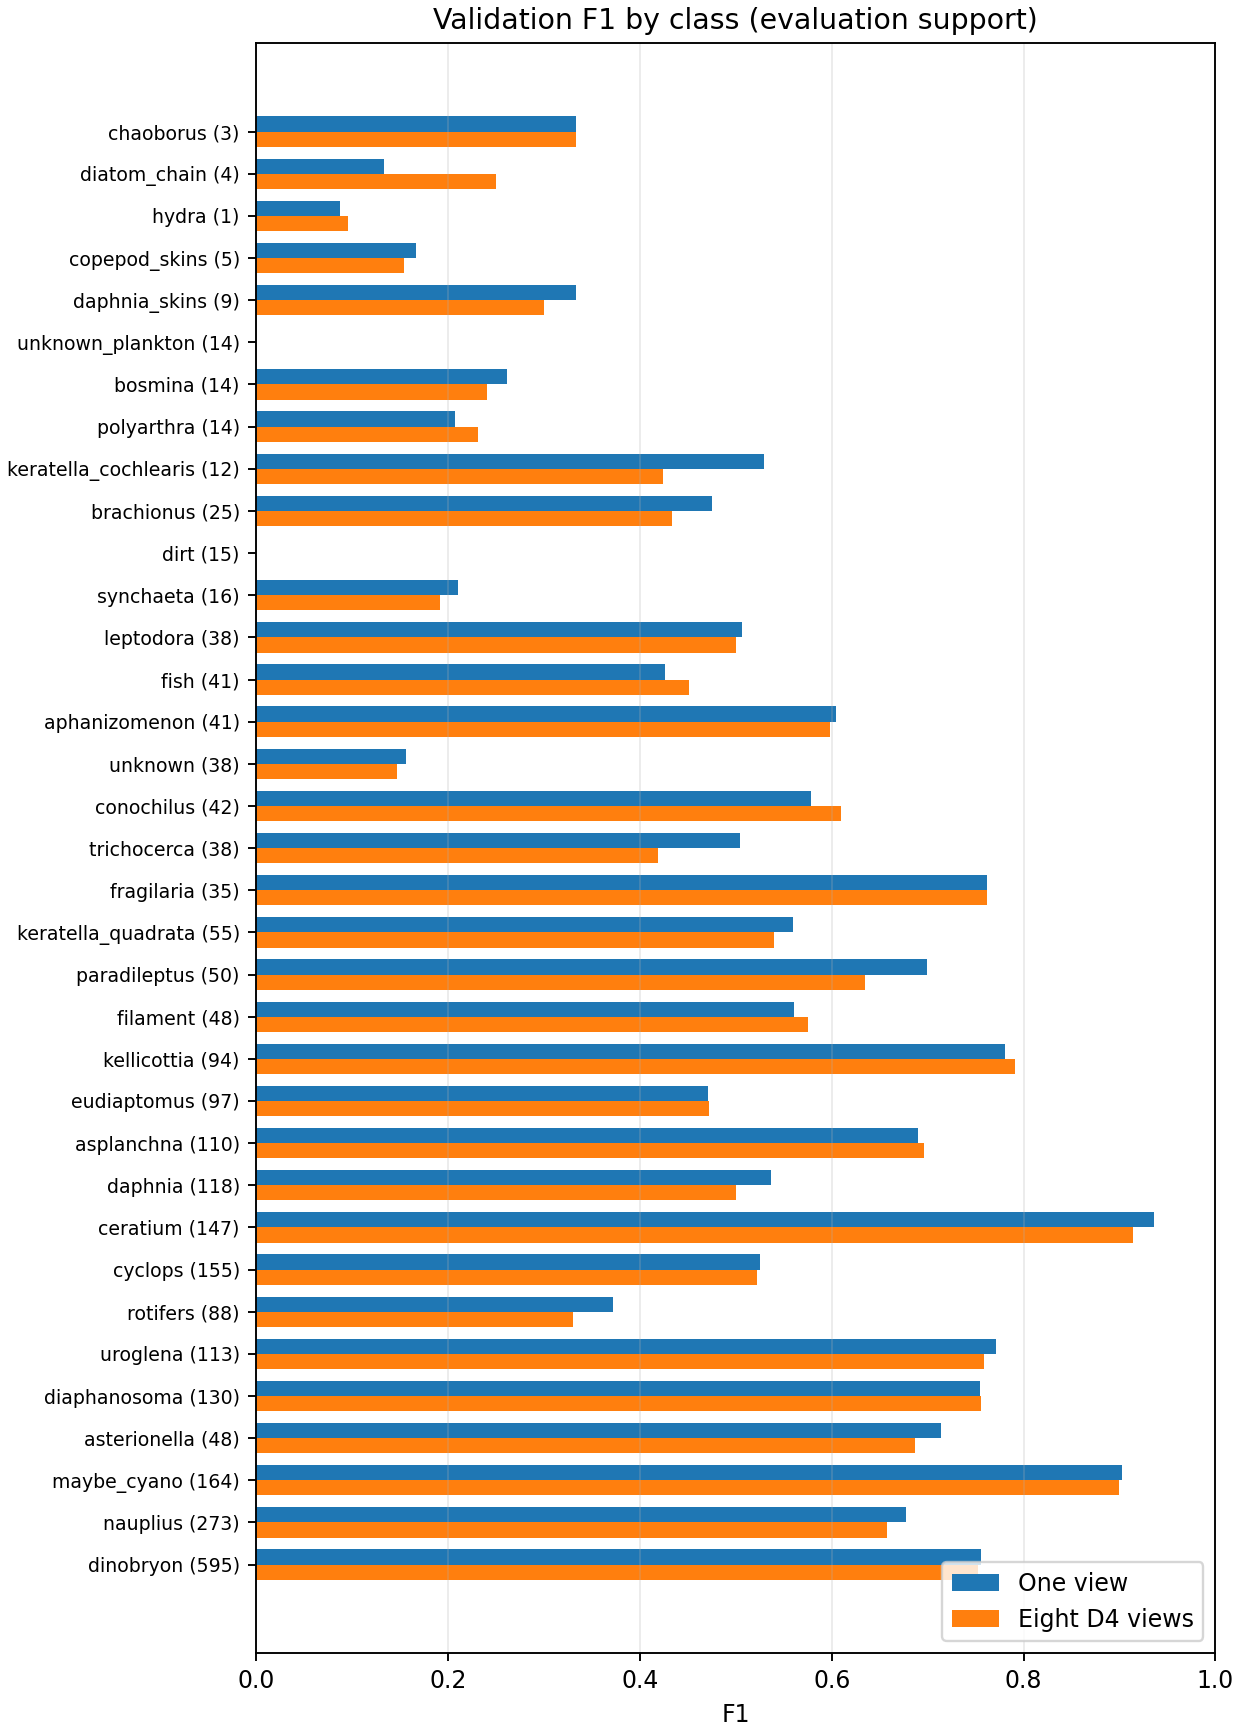 Validation F1 by class (evaluation support)
chaoborus (3)
diatom_chain (4)
hydra (1)
copepod_skins (5)
daphnia_skins (9)
unknown_plankton (14)
bosmina (14)
polyarthra (14)
keratella_cochlearis (12)
brachionus (25)
dirt (15)
synchaeta (16)
leptodora (38)
fish (41)
aphanizomenon (41)
unknown (38)
conochilus (42)
trichocerca (38)
fragilaria (35)
keratella_quadrata (55)
paradileptus (50)
filament (48)
kellicottia (94)
eudiaptomus (97)
asplanchna (110)
daphnia (118)
ceratium (147)
cyclops (155)
rotifers (88)
uroglena (113)
diaphanosoma (130)
asterionella (48)
maybe_cyano (164)
nauplius (273)
dinobryon (595)
One view
Eight D4 views
0.0 0.2 0.4 0.6 0.8 1.0
F1